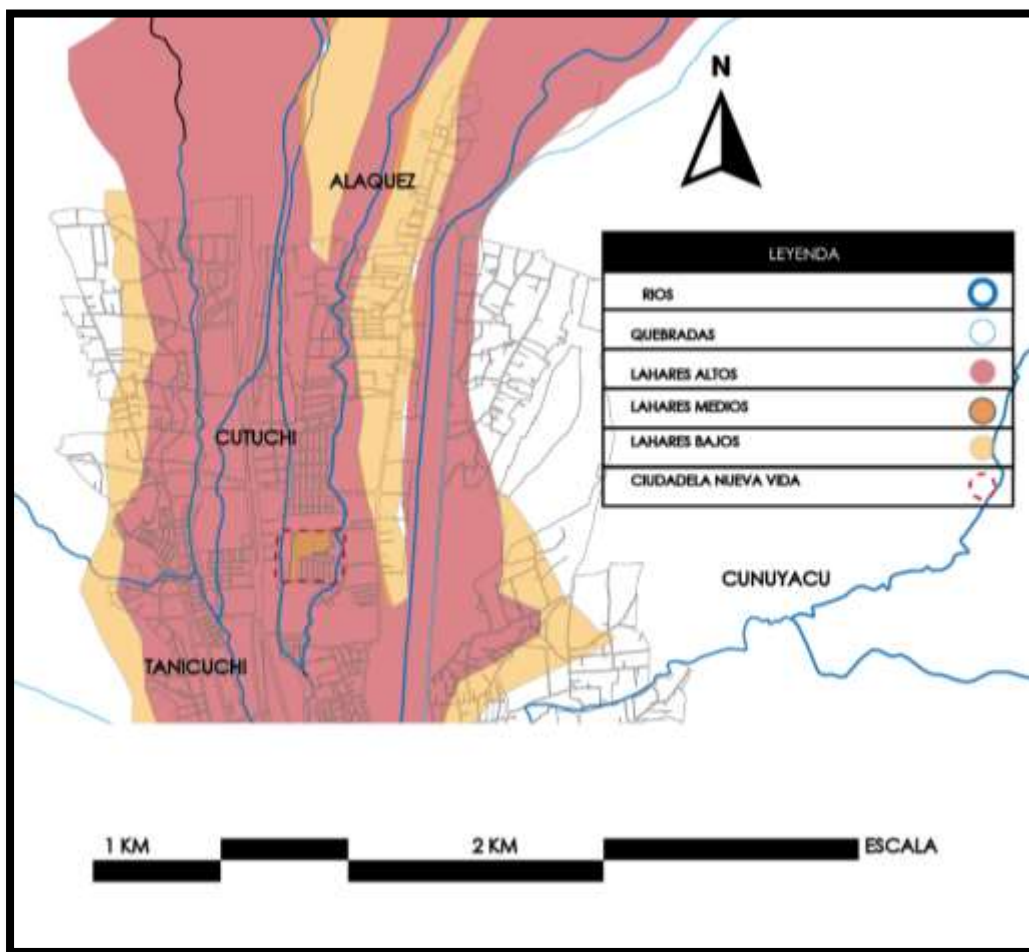 N
ALAQUEZ
LEYENDA
RIOS
QUEBRADAS
LAHARES ALTOS
LAHARES MEDIOS
LAHARES BAJOS
CIUDADELA NUEVA VIDA
CUTUCHI
CUNUYACU
TANICUCHI
1 KM 2 KM ESCALA